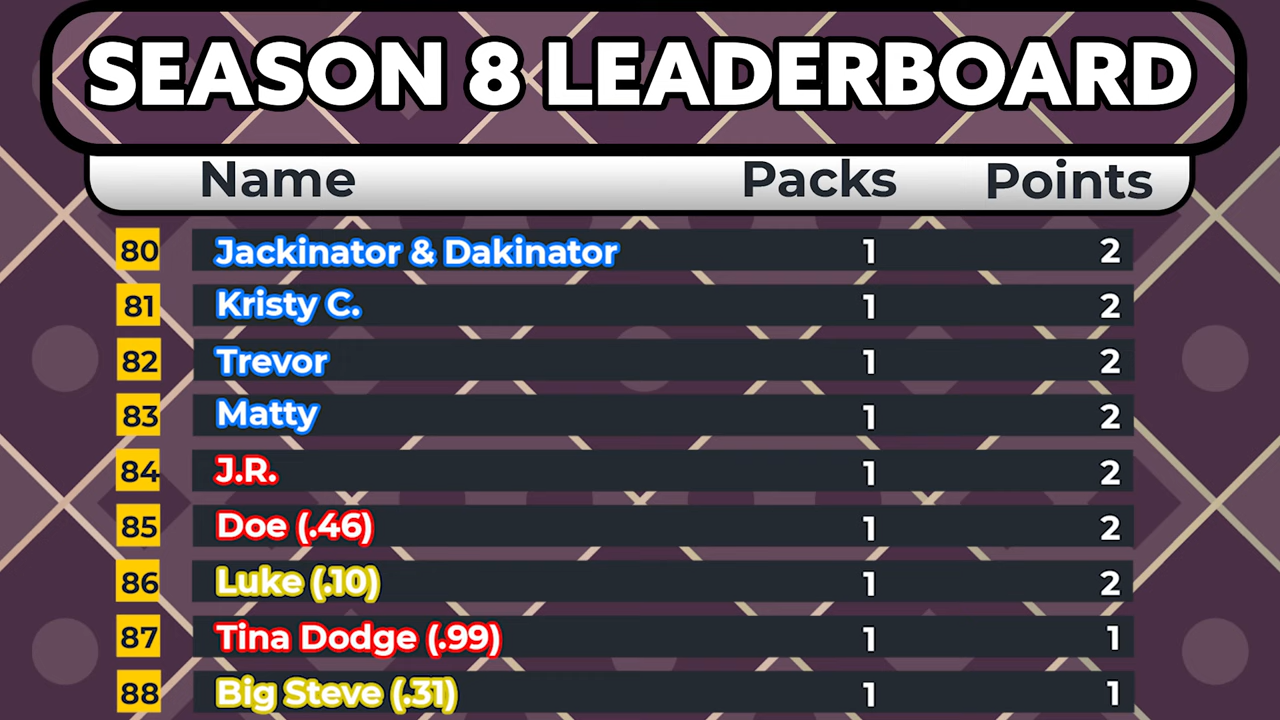 SEASON 8 LEADERBOARD
Name Packs Points
80 Jackinator & Dakinator 1 2
81 Kristy C. 1 2
82 Trevor 1 2
83 Matty 1 2
84 J.R. 1 2
85 Doe (.46) 1 2
86 Luke (.10) 1 2
87 Tina Dodge (.99) 1 1
88 Big Steve (.31) 1 1